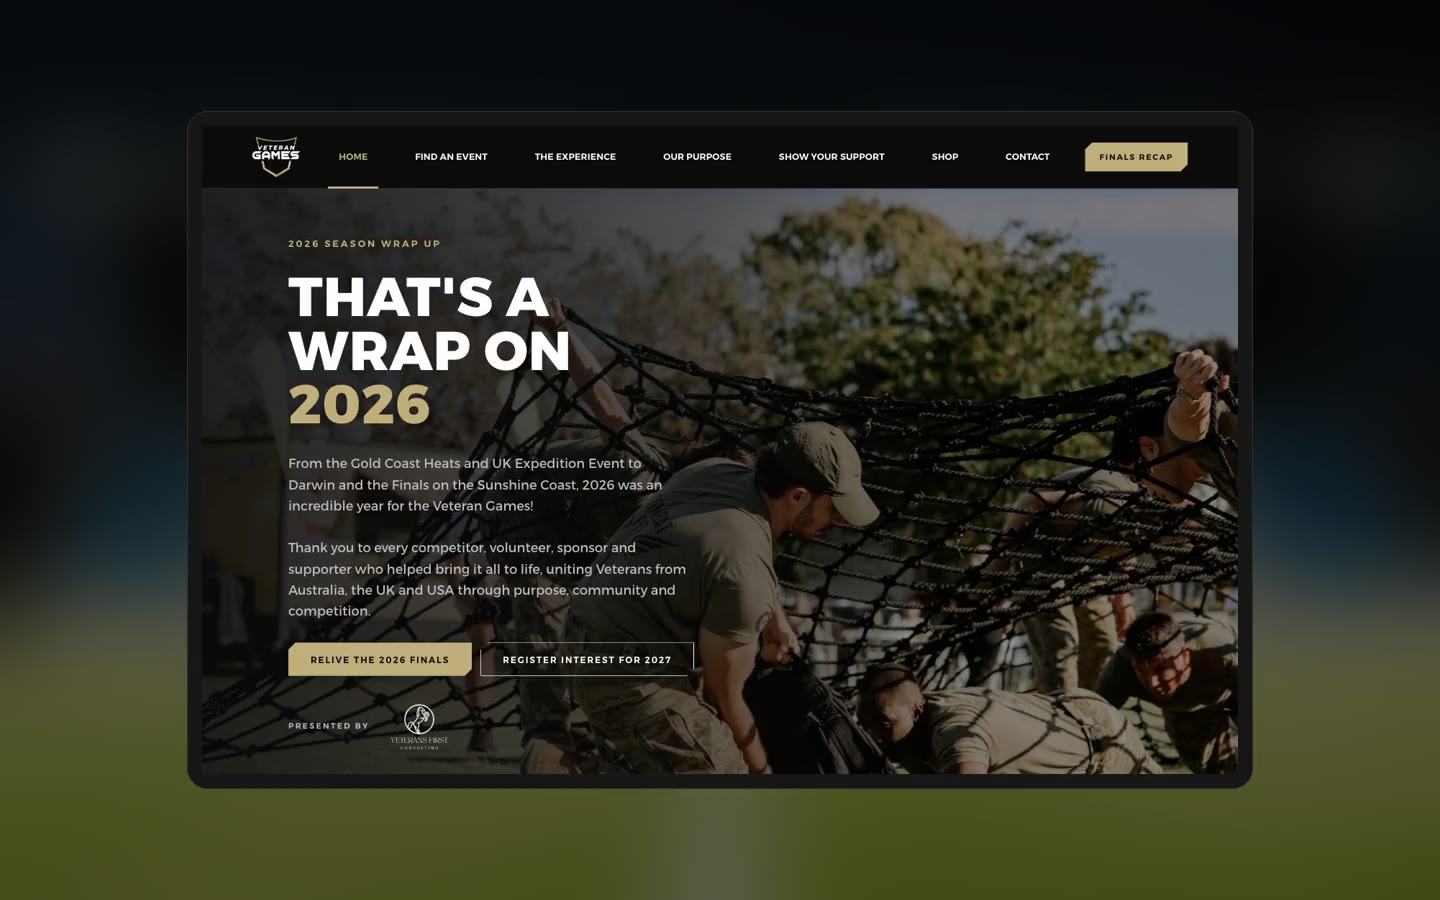 VETERAN
GAMES
HOME
FIND AN EVENT
THE EXPERIENCE
OUR PURPOSE
SHOW YOUR SUPPORT
SHOP
CONTACT
FINALS RECAP
2026 SEASON WRAP UP
THAT'S A
WRAP ON
2026
From the Gold Coast Heats and UK Expedition Event to
Darwin and the Finals on the Sunshine Coast, 2026 was an
incredible year for the Veteran Games!
Thank you to every competitor, volunteer, sponsor and
supporter who helped bring it all to life, uniting Veterans from
Australia, the UK and USA through purpose, community and
competition.
RELIVE THE 2026 FINALS
REGISTER INTEREST FOR 2027
PRESENTED BY
VETERANS FIRST
CONSULTING